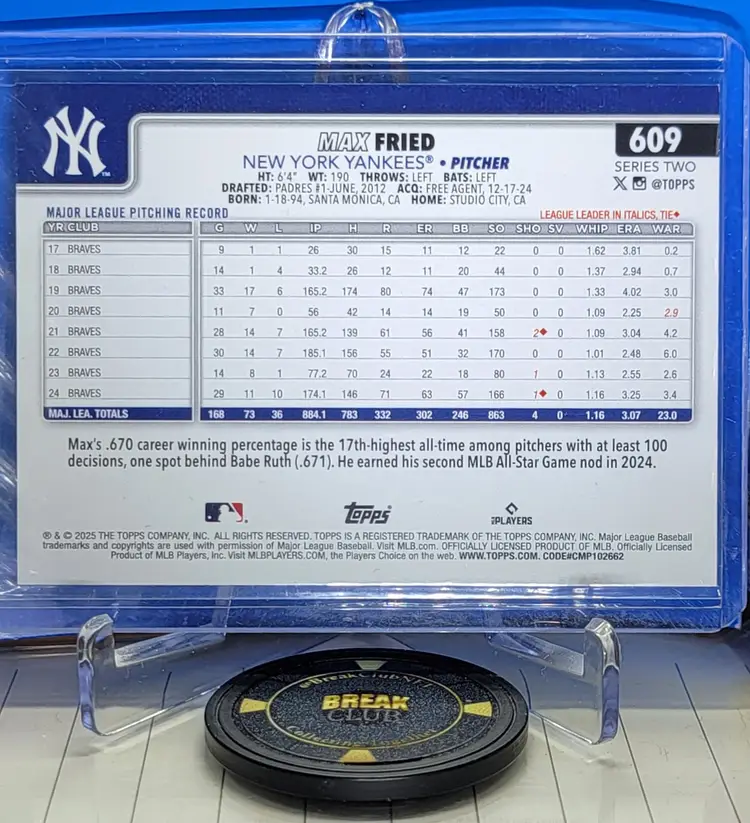 NY
TM
MAX FRIED
609
NEW YORK YANKEES® • PITCHER
SERIES TWO
HT: 6'4" WT: 190 THROWS: LEFT BATS: LEFT
@TOPPS
DRAFTED: PADRES #1-JUNE, 2012 ACQ: FREE AGENT, 12-17-24
BORN: 1-18-94, SANTA MONICA, CA HOME: STUDIO CITY, CA
MAJOR LEAGUE PITCHING RECORD LEAGUE LEADER IN ITALICS, TIE◆
YR CLUB G W L IP H R ER BB SO SHO SV WHIP ERA WAR
17 BRAVES 9 1 1 26 30 15 11 12 22 0 0 1.62 3.81 0.2
18 BRAVES 14 1 4 33.2 26 12 11 20 44 0 0 1.37 2.94 0.7
19 BRAVES 33 17 6 165.2 174 80 74 47 173 0 0 1.33 4.02 3.0
20 BRAVES 11 7 0 56 42 14 14 19 50 0 0 1.09 2.25 2.9
21 BRAVES 28 14 7 165.2 139 61 56 41 158 2◆ 0 1.09 3.04 4.2
22 BRAVES 30 14 7 185.1 156 55 51 32 170 0 0 1.01 2.48 6.0
23 BRAVES 14 8 1 77.2 70 24 22 18 80 1 0 1.13 2.55 2.6
24 BRAVES 29 11 10 174.1 146 71 63 57 166 1◆ 0 1.16 3.25 3.4
MAJ. LEA. TOTALS 168 73 36 884.1 783 332 302 246 863 4 0 1.16 3.07 23.0
Max's .670 career winning percentage is the 17th-highest all-time among pitchers with at least 100
decisions, one spot behind Babe Ruth (.671). He earned his second MLB All-Star Game nod in 2024.
Topps
PLAYERS
® & © 2025 THE TOPPS COMPANY, INC. ALL RIGHTS RESERVED. TOPPS IS A REGISTERED TRADEMARK OF THE TOPPS COMPANY, INC. Major League Baseball
trademarks and copyrights are used with permission of Major League Baseball. Visit MLB.com. OFFICIALLY LICENSED PRODUCT OF MLB. Officially Licensed
Product of MLB Players, Inc. Visit MLBPLAYERS.COM, the Players Choice on the web. WWW.TOPPS.COM. CODE#CMP102662
@BreakClubNTL
BREAK
CLUB